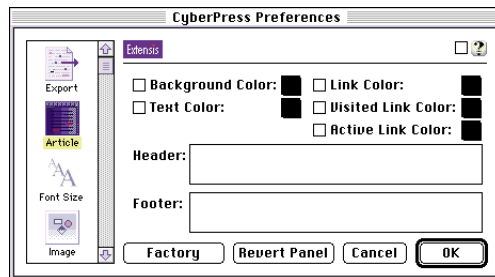 CyberPress Preferences
Export
Article
Font Size
Image
Extensis
?
Background Color:
Link Color:
Text Color:
Visited Link Color:
Active Link Color:
Header:
Footer:
Factory
Revert Panel
Cancel
OK